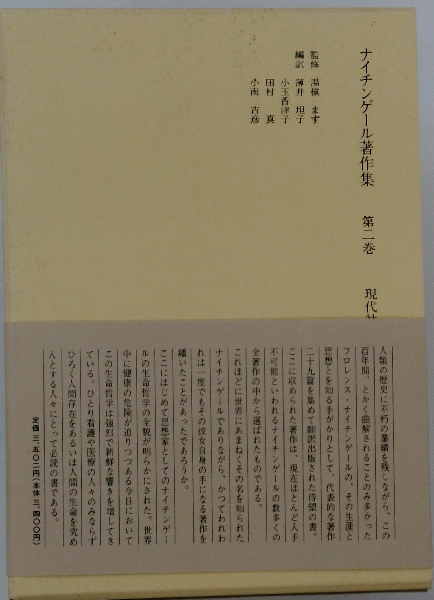 ナイチンゲール著作集　第二巻　現代社
監修　湯槇　ます
編訳　薄井　坦子
小玉香津子
田村　真
小南　吉彦
人類の歴史に不朽の業績を残しながら、この
百年間、とかく曲解されることのみ多かった
フロレンス・ナイチンゲールの、その生涯と
思想とを知る手がかりとして、代表的な著作
二十九篇を集めて翻訳出版された待望の書。
ここに収められた著作は、現在ほとんど入手
不可能といわれるナイチンゲールの数多くの
全著作の中から選ばれたものである。
これほどに世界にあまねくその名を知られた
ナイチンゲールでありながら、かつてわれわ
れは一度でもその彼女自身の手になる著作を
繙いたことがあったであろうか。
ここにはじめて思想家としてのナイチンゲー
ルの生命哲学の全貌が明らかにされた。世界
中に健康の危険が迫りつつある今日において
この生命哲学は強烈で新鮮な響きを増してき
ている。ひとり看護や医療の人々のみならず
ひろく人間存在をあるいは人間の生命を究め
んとする人々にとって必読の書である。
定価 三、五〇二円（本体 三、四〇〇円）